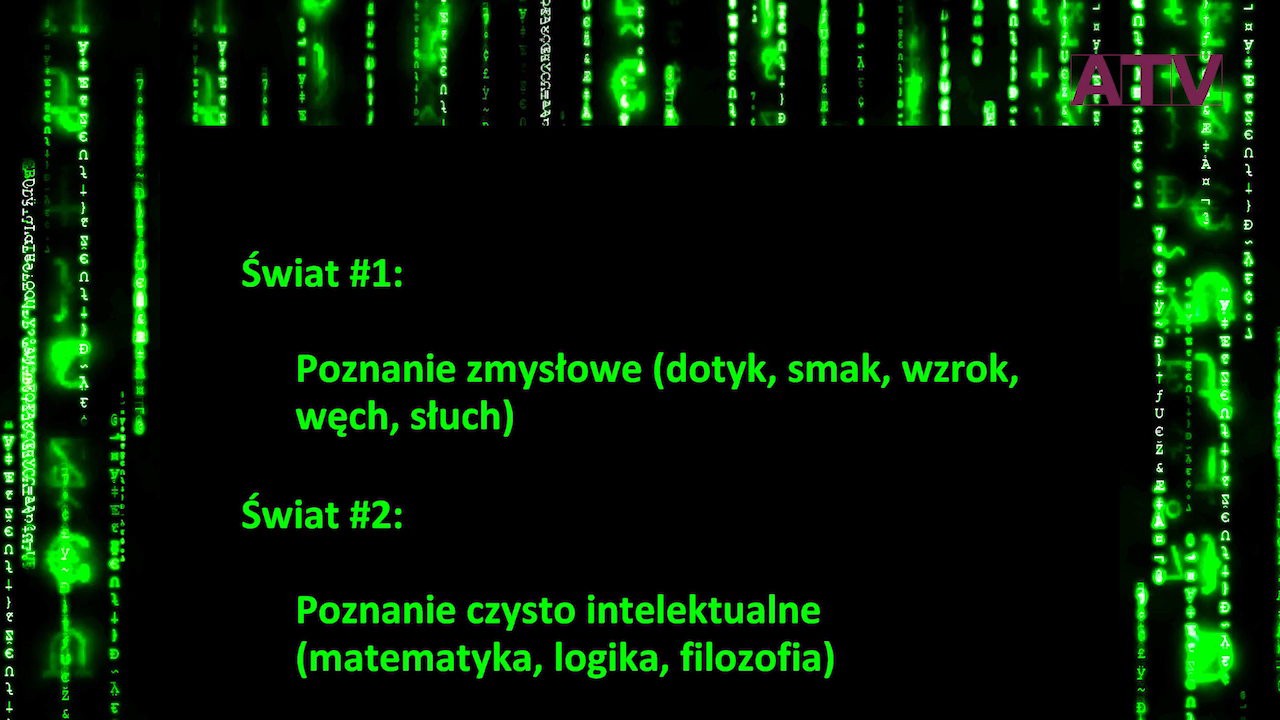 ATV
Świat #1:
Poznanie zmysłowe (dotyk, smak, wzrok,
węch, słuch)
Świat #2:
Poznanie czysto intelektualne
(matematyka, logika, filozofia)